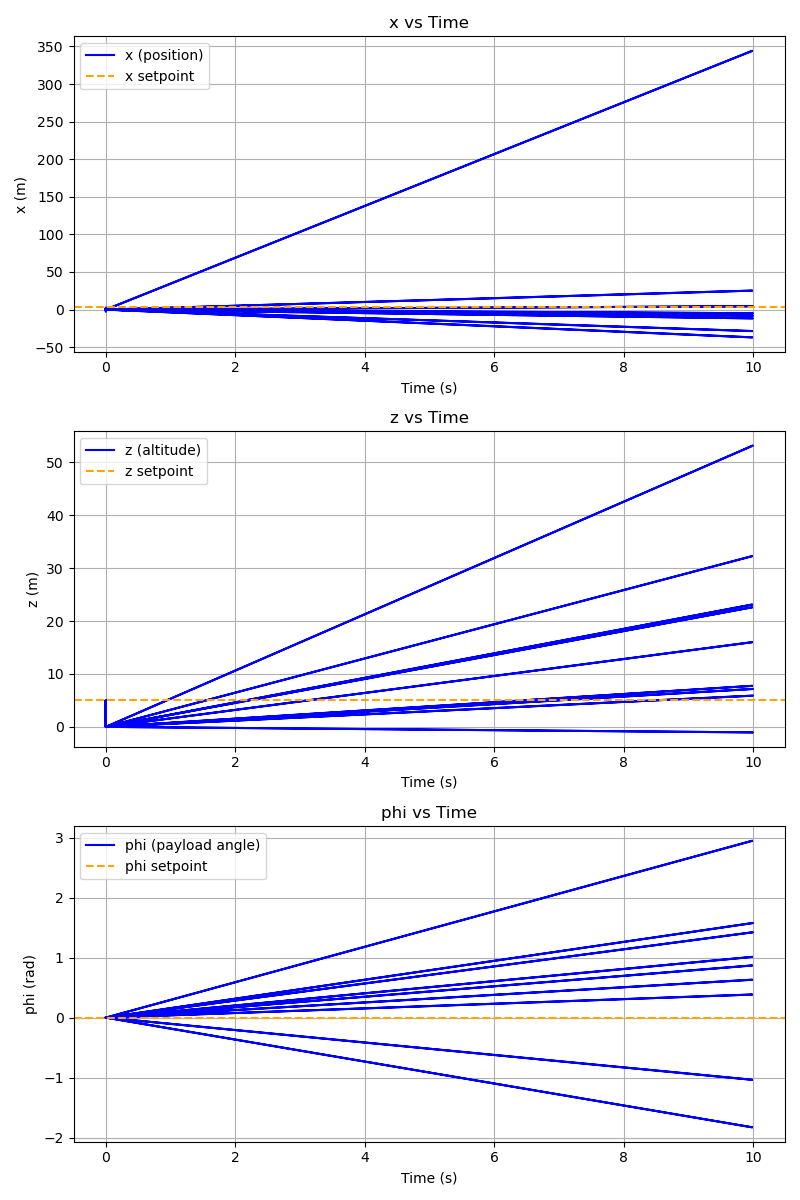 x vs Time
350
300
250
200
150
100
50
0
−50
x (m)
x (position)
x setpoint
0 2 4 6 8 10
Time (s)
z vs Time
50
40
30
20
10
0
z (m)
z (altitude)
z setpoint
0 2 4 6 8 10
Time (s)
phi vs Time
3
2
1
0
−1
−2
phi (rad)
phi (payload angle)
phi setpoint
0 2 4 6 8 10
Time (s)